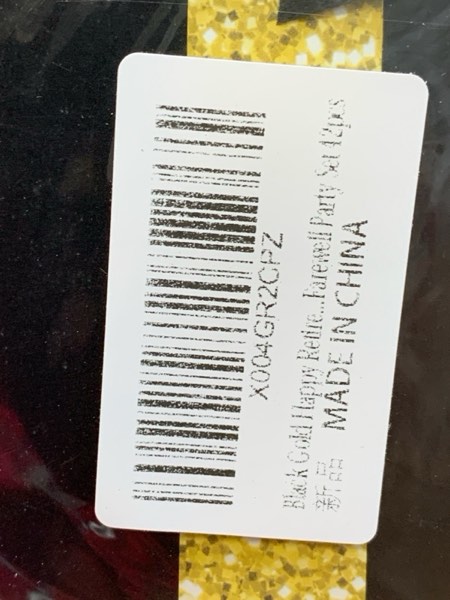 X004GR2CPZ
Black Gold Happy Retire...Farewell Party Set 12pcs
新品
MADE IN CHINA